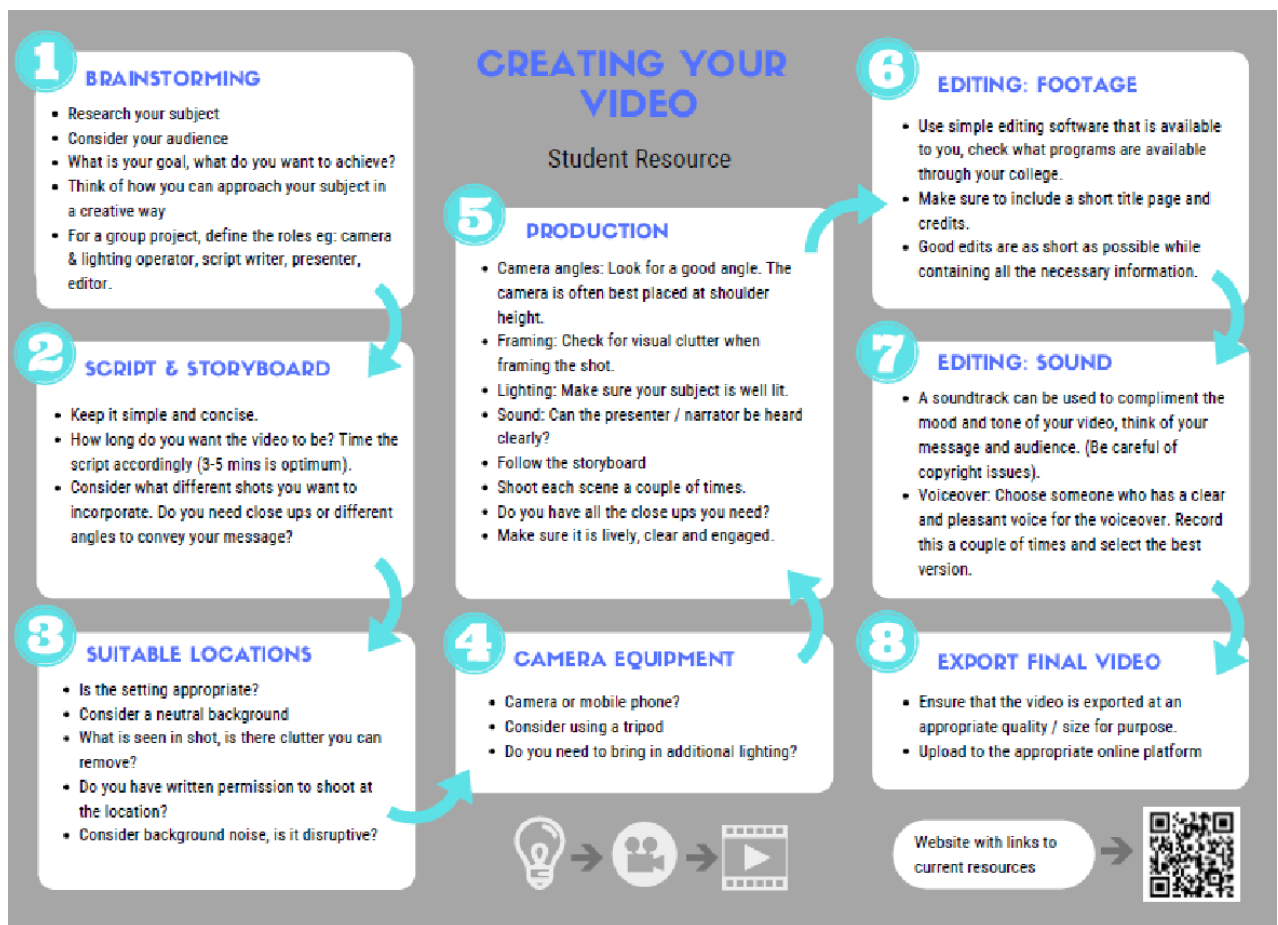 CREATING YOUR
VIDEO
Student Resource
1
BRAINSTORMING
• Research your subject
• Consider your audience
• What is your goal, what do you want to achieve?
• Think of how you can approach your subject in
a creative way
• For a group project, define the roles eg: camera
& lighting operator, script writer, presenter,
editor.
2
SCRIPT & STORYBOARD
• Keep it simple and concise.
• How long do you want the video to be? Time the
script accordingly (3-5 mins is optimum).
• Consider what different shots you want to
incorporate. Do you need close ups or different
angles to convey your message?
3
SUITABLE LOCATIONS
• Is the setting appropriate?
• Consider a neutral background
• What is seen in shot, is there clutter you can
remove?
• Do you have written permission to shoot at
the location?
• Consider background noise, is it disruptive?
4
CAMERA EQUIPMENT
• Camera or mobile phone?
• Consider using a tripod
• Do you need to bring in additional lighting?
5
PRODUCTION
• Camera angles: Look for a good angle. The
camera is often best placed at shoulder
height.
• Framing: Check for visual clutter when
framing the shot.
• Lighting: Make sure your subject is well lit.
• Sound: Can the presenter / narrator be heard
clearly?
• Follow the storyboard
• Shoot each scene a couple of times.
• Do you have all the close ups you need?
• Make sure it is lively, clear and engaged.
6
EDITING: FOOTAGE
• Use simple editing software that is available
to you, check what programs are available
through your college.
• Make sure to include a short title page and
credits.
• Good edits are as short as possible while
containing all the necessary information.
7
EDITING: SOUND
• A soundtrack can be used to compliment the
mood and tone of your video, think of your
message and audience. (Be careful of
copyright issues).
• Voiceover: Choose someone who has a clear
and pleasant voice for the voiceover. Record
this a couple of times and select the best
version.
8
EXPORT FINAL VIDEO
• Ensure that the video is exported at an
appropriate quality / size for purpose.
• Upload to the appropriate online platform
Website with links to
current resources